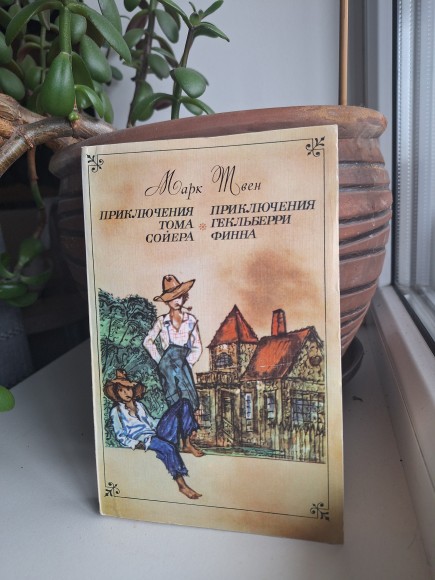 Марк Твен
ПРИКЛЮЧЕНИЯ
ТОМА
СОЙЕРА
ПРИКЛЮЧЕНИЯ
ГЕКЛЬБЕРРИ
ФИННА